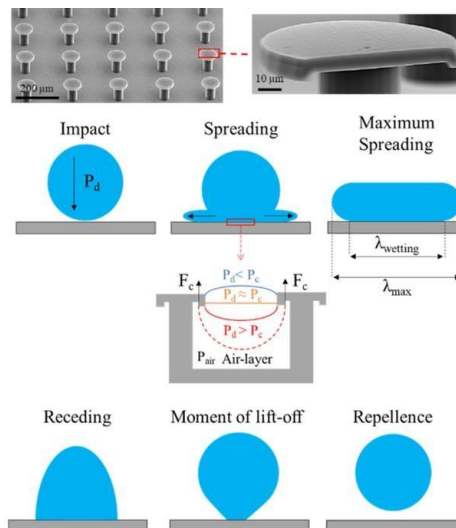 200 µm
10 µm
Impact
Spreading
Maximum
Spreading
P_d
λ_wetting
λ_max
F_c
F_c
P_d < P_c
P_d ≈ P_c
P_d > P_c
P_air Air-layer
Receding
Moment of lift-off
Repellence